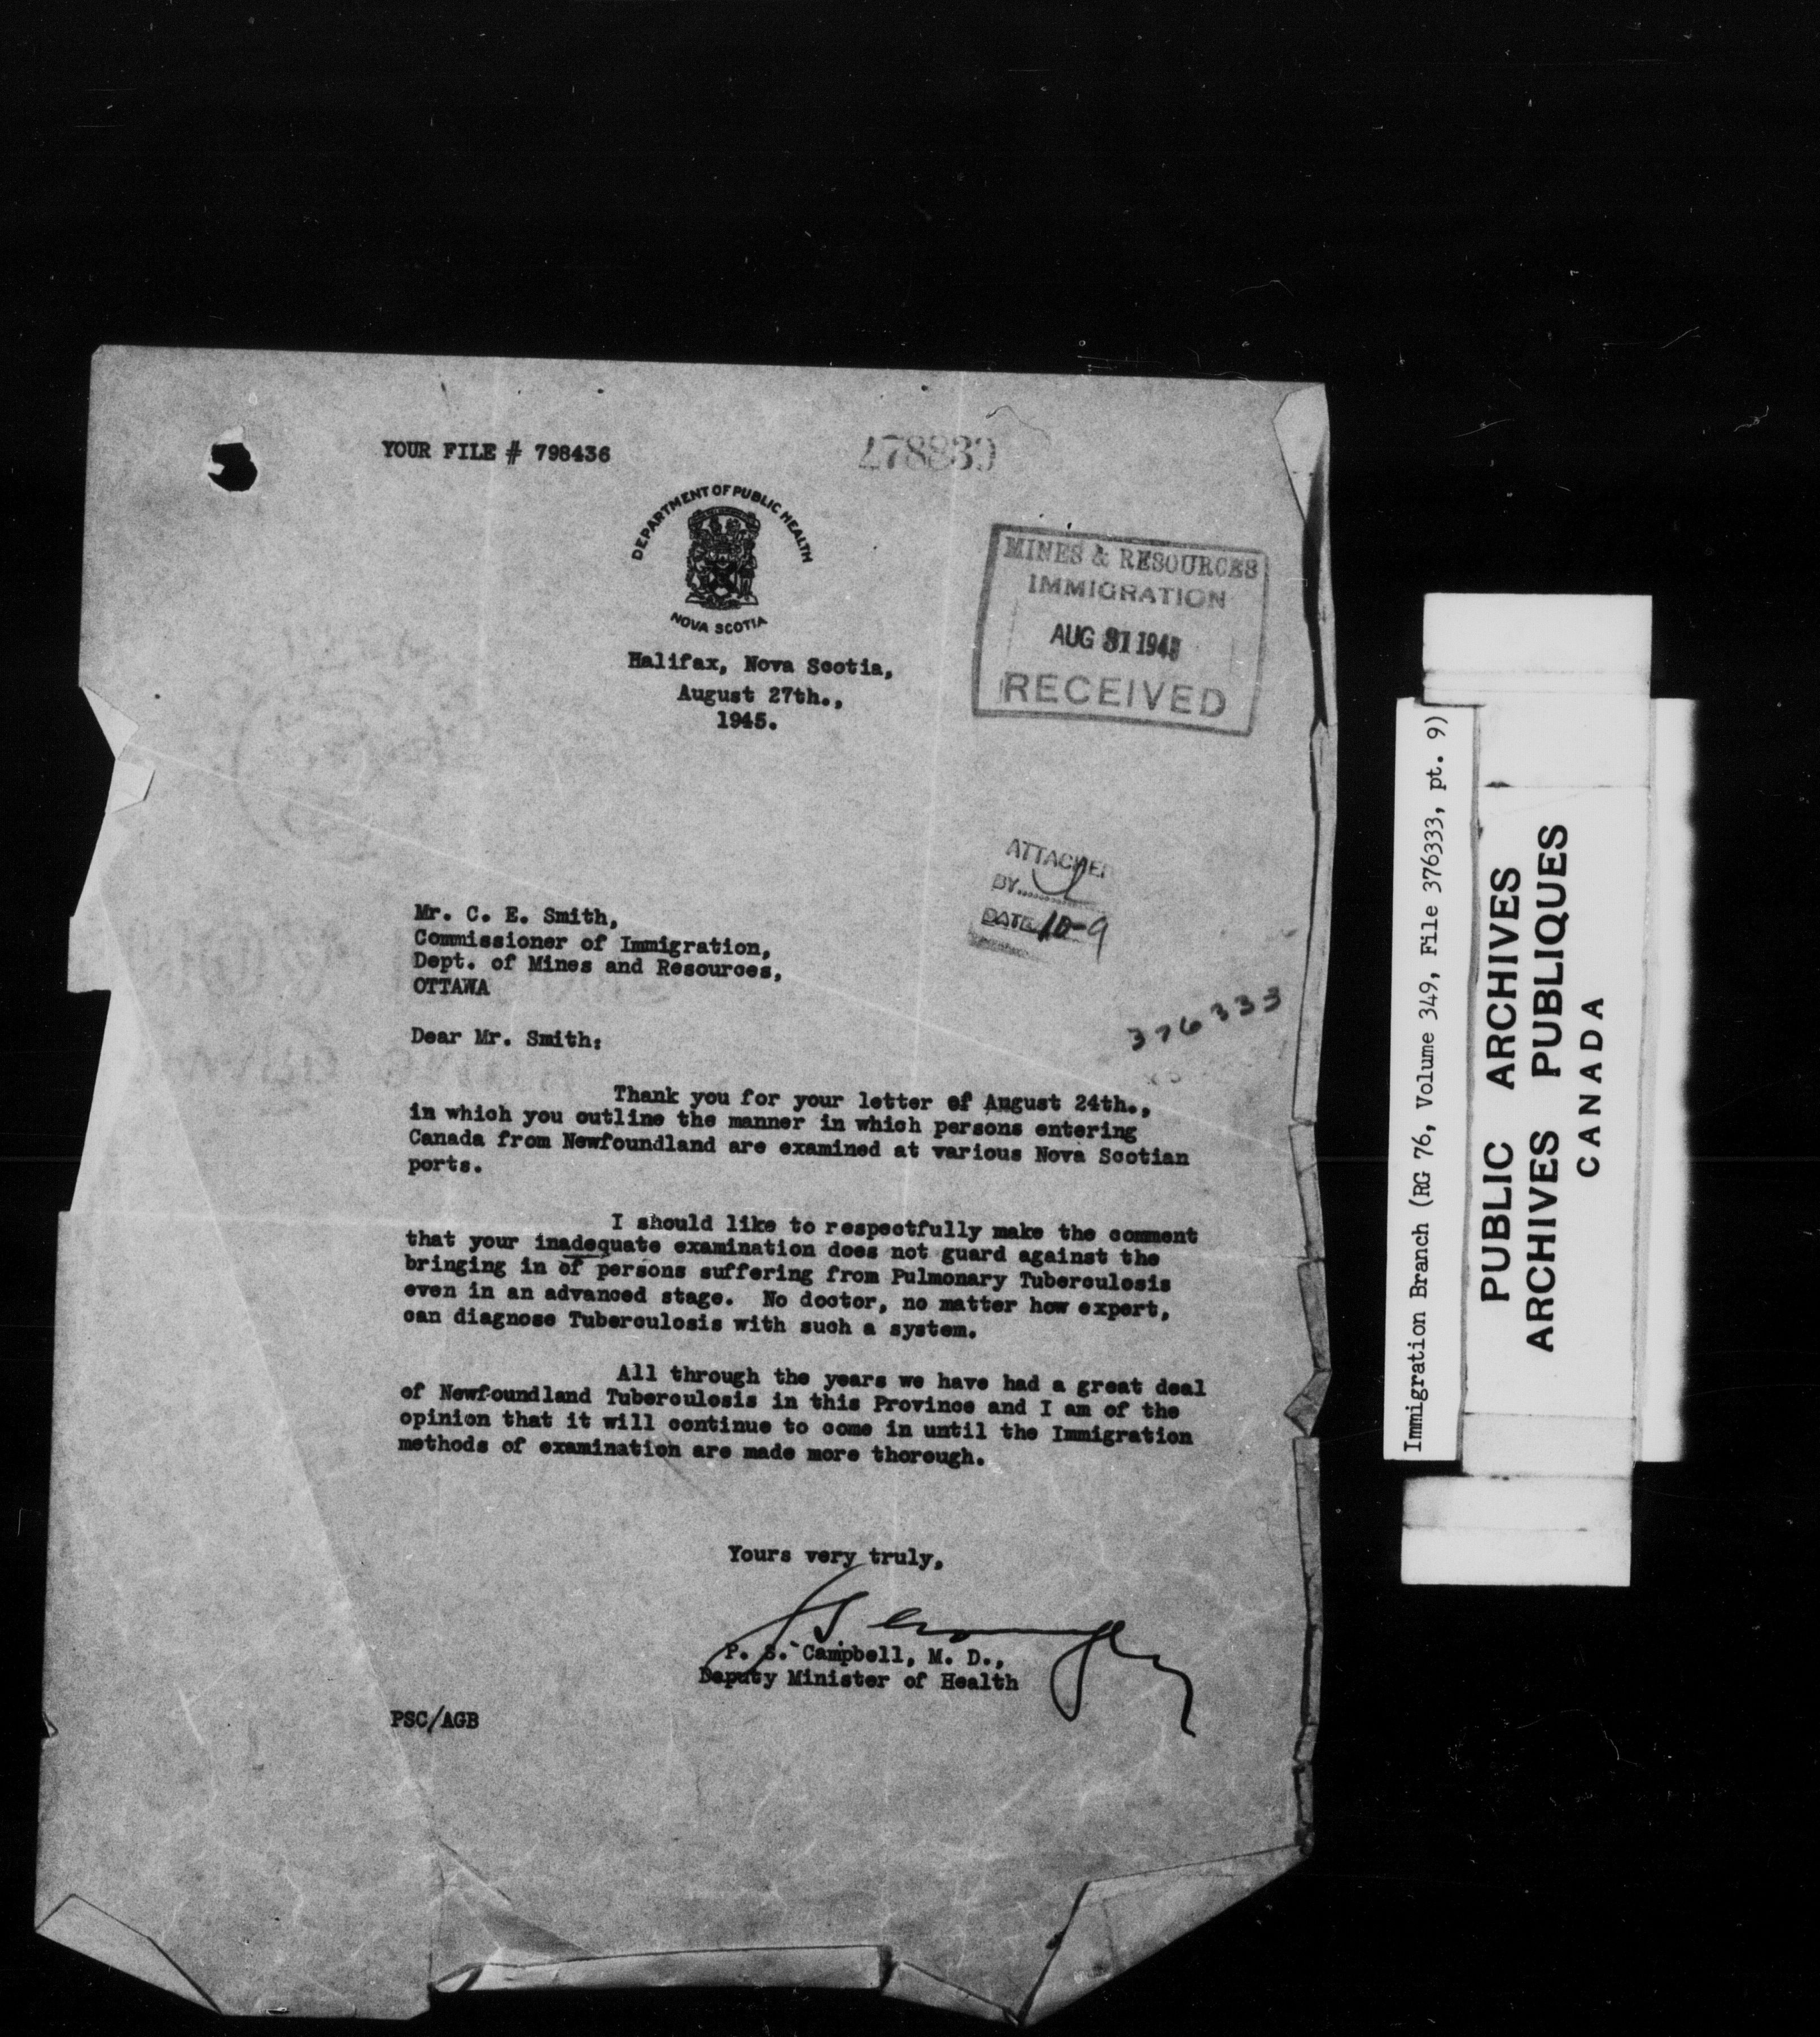 YOUR FILE # 798436
478839
DEPARTMENT OF PUBLIC HEALTH
NOVA SCOTIA
MINES & RESOURCES
IMMIGRATION
AUG 31 1945
RECEIVED
Halifax, Nova Scotia,
August 27th.,
1945.
ATTACHED
BY
DATE 10-9
Mr. C. E. Smith,
Commissioner of Immigration,
Dept. of Mines and Resources,
OTTAWA
376333
Dear Mr. Smith:
Thank you for your letter of August 24th.,
in which you outline the manner in which persons entering
Canada from Newfoundland are examined at various Nova Scotian
ports.
I should like to respectfully make the comment
that your inadequate examination does not guard against the
bringing in of persons suffering from Pulmonary Tuberculosis
even in an advanced stage. No doctor, no matter how expert,
can diagnose Tuberculosis with such a system.
All through the years we have had a great deal
of Newfoundland Tuberculosis in this Province and I am of the
opinion that it will continue to come in until the Immigration
methods of examination are made more thorough.
Yours very truly,
P. S. Campbell, M. D.,
Deputy Minister of Health
PSC/AGB
Immigration Branch (RG 76, Volume 349, File 376333, pt. 9)
PUBLIC ARCHIVES
ARCHIVES PUBLIQUES
CANADA